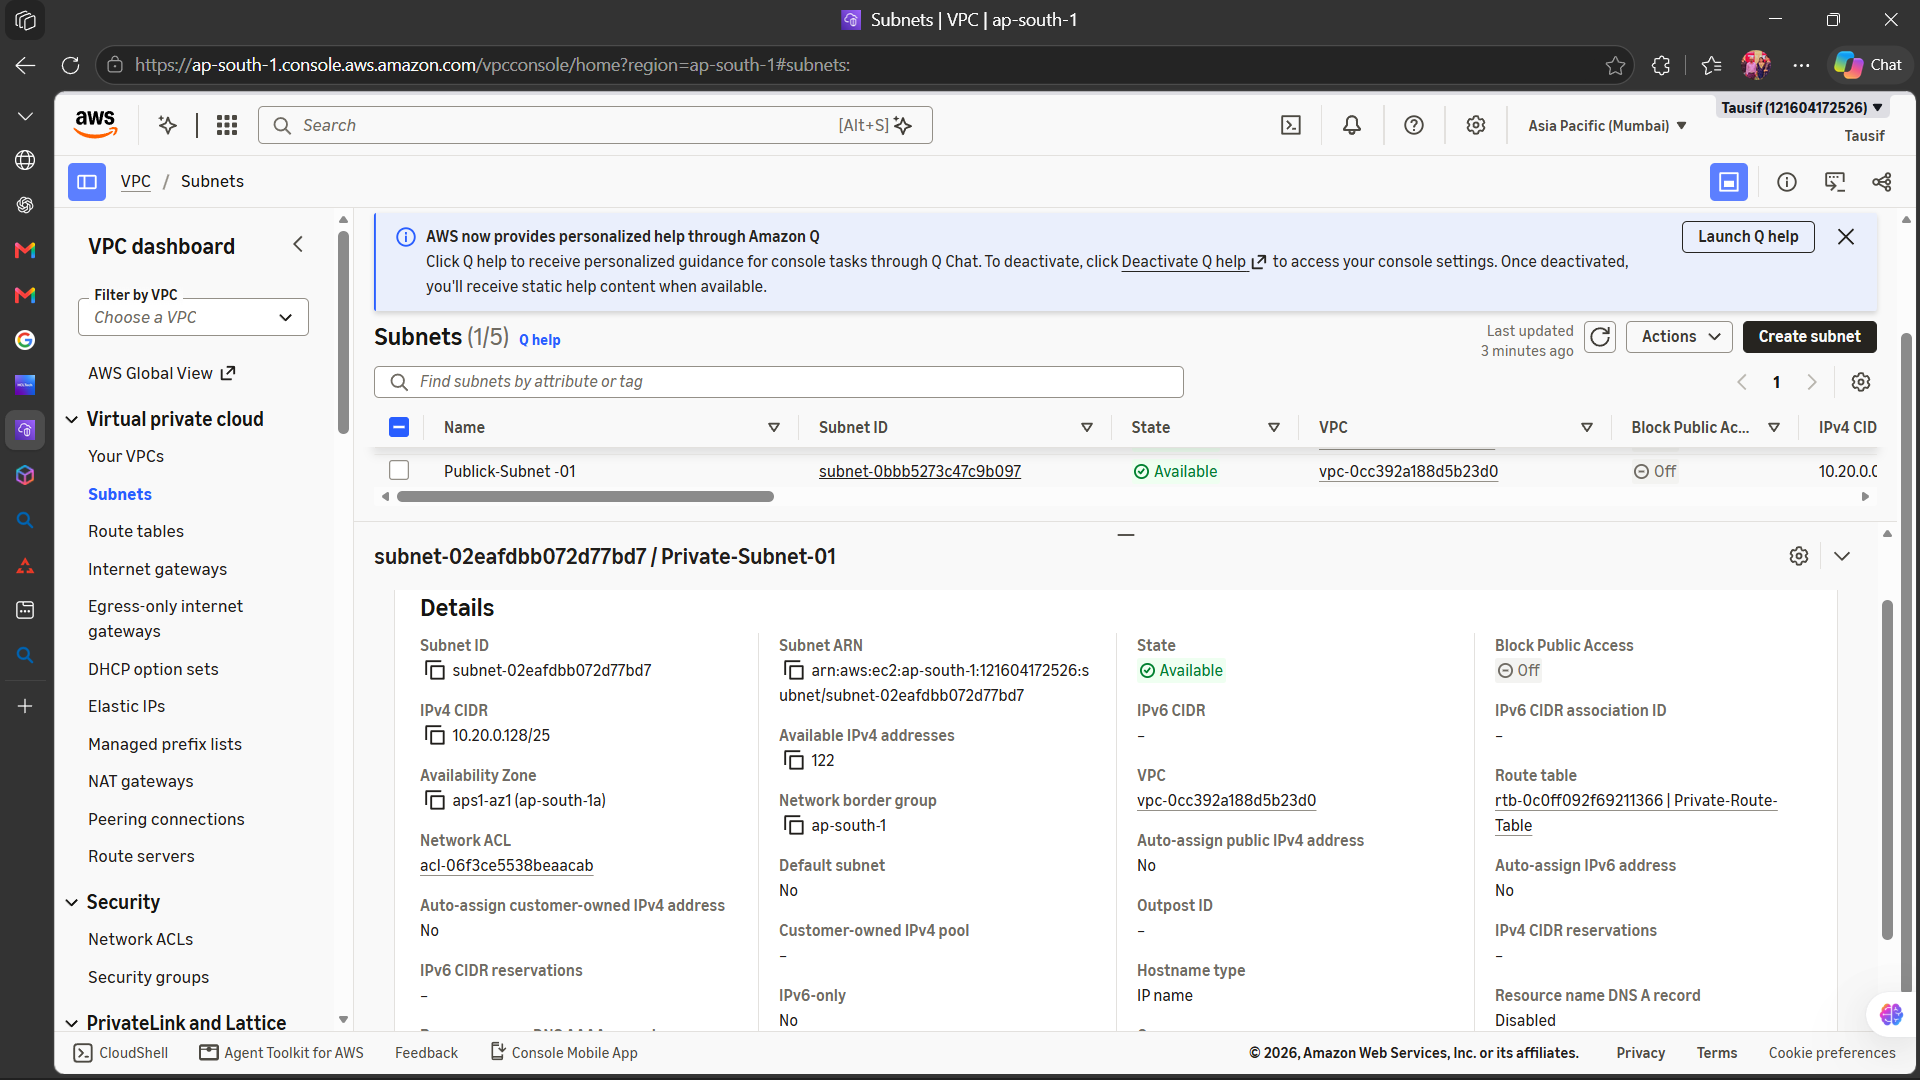 Subnets | VPC | ap-south-1
https://ap-south-1.console.aws.amazon.com/vpcconsole/home?region=ap-south-1#subnets:
Chat
aws
Search
[Alt+S]
Asia Pacific (Mumbai)
Tausif (121604172526)
Tausif
VPC / Subnets
VPC dashboard
Filter by VPC
Choose a VPC
AWS Global View
Virtual private cloud
Your VPCs
Subnets
Route tables
Internet gateways
Egress-only internet
gateways
DHCP option sets
Elastic IPs
Managed prefix lists
NAT gateways
Peering connections
Route servers
Security
Network ACLs
Security groups
PrivateLink and Lattice
AWS now provides personalized help through Amazon Q
Click Q help to receive personalized guidance for console tasks through Q Chat. To deactivate, click Deactivate Q help to access your console settings. Once deactivated,
you'll receive static help content when available.
Launch Q help
Subnets (1/5) Q help
Last updated
3 minutes ago
Actions
Create subnet
Find subnets by attribute or tag
1
Name Subnet ID State VPC Block Public Ac... IPv4 CID
Publick-Subnet -01 subnet-0bbb5273c47c9b097 Available vpc-0cc392a188d5b23d0 Off 10.20.0.0
subnet-02eafdbb072d77bd7 / Private-Subnet-01
Details
Subnet ID
subnet-02eafdbb072d77bd7
IPv4 CIDR
10.20.0.128/25
Availability Zone
aps1-az1 (ap-south-1a)
Network ACL
acl-06f3ce5538beaacab
Auto-assign customer-owned IPv4 address
No
IPv6 CIDR reservations
–
Subnet ARN
arn:aws:ec2:ap-south-1:121604172526:s
ubnet/subnet-02eafdbb072d77bd7
Available IPv4 addresses
122
Network border group
ap-south-1
Default subnet
No
Customer-owned IPv4 pool
–
IPv6-only
No
State
Available
IPv6 CIDR
–
VPC
vpc-0cc392a188d5b23d0
Auto-assign public IPv4 address
No
Outpost ID
–
Hostname type
IP name
Block Public Access
Off
IPv6 CIDR association ID
–
Route table
rtb-0c0ff092f69211366 | Private-Route-
Table
Auto-assign IPv6 address
No
IPv4 CIDR reservations
–
Resource name DNS A record
Disabled
CloudShell
Agent Toolkit for AWS
Feedback
Console Mobile App
© 2026, Amazon Web Services, Inc. or its affiliates.
Privacy
Terms
Cookie preferences